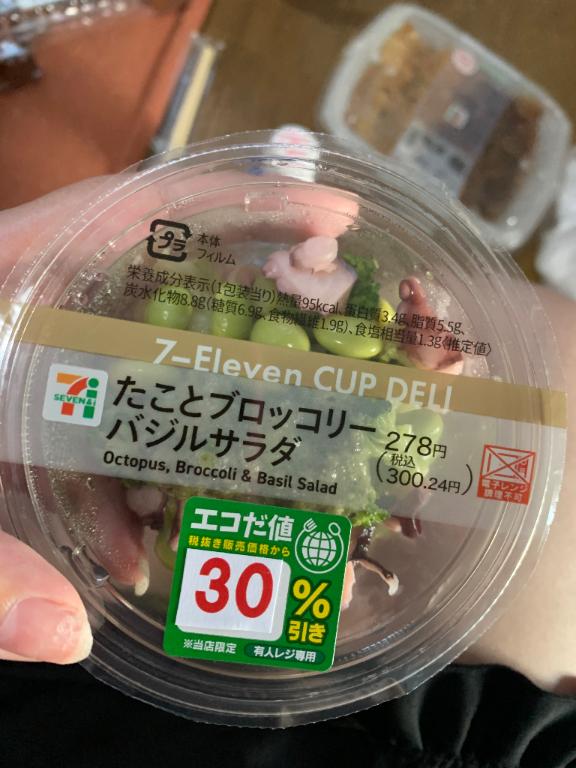 プラ
本体
フィルム
栄養成分表示(1包装当り)熱量95kcal、蛋白質3.4g、脂質5.5g、
炭水化物8.8g(糖質6.9g、食物繊維1.9g)、食塩相当量1.3g(推定値)
7-Eleven CUP DELI
SEVEN&i
たことブロッコリー
バジルサラダ
Octopus, Broccoli & Basil Salad
278円
(税込
300.24円)
電子レンジ
調理不可
エコだ値
税抜き販売価格から
30
%
引き
※当店限定
有人レジ専用